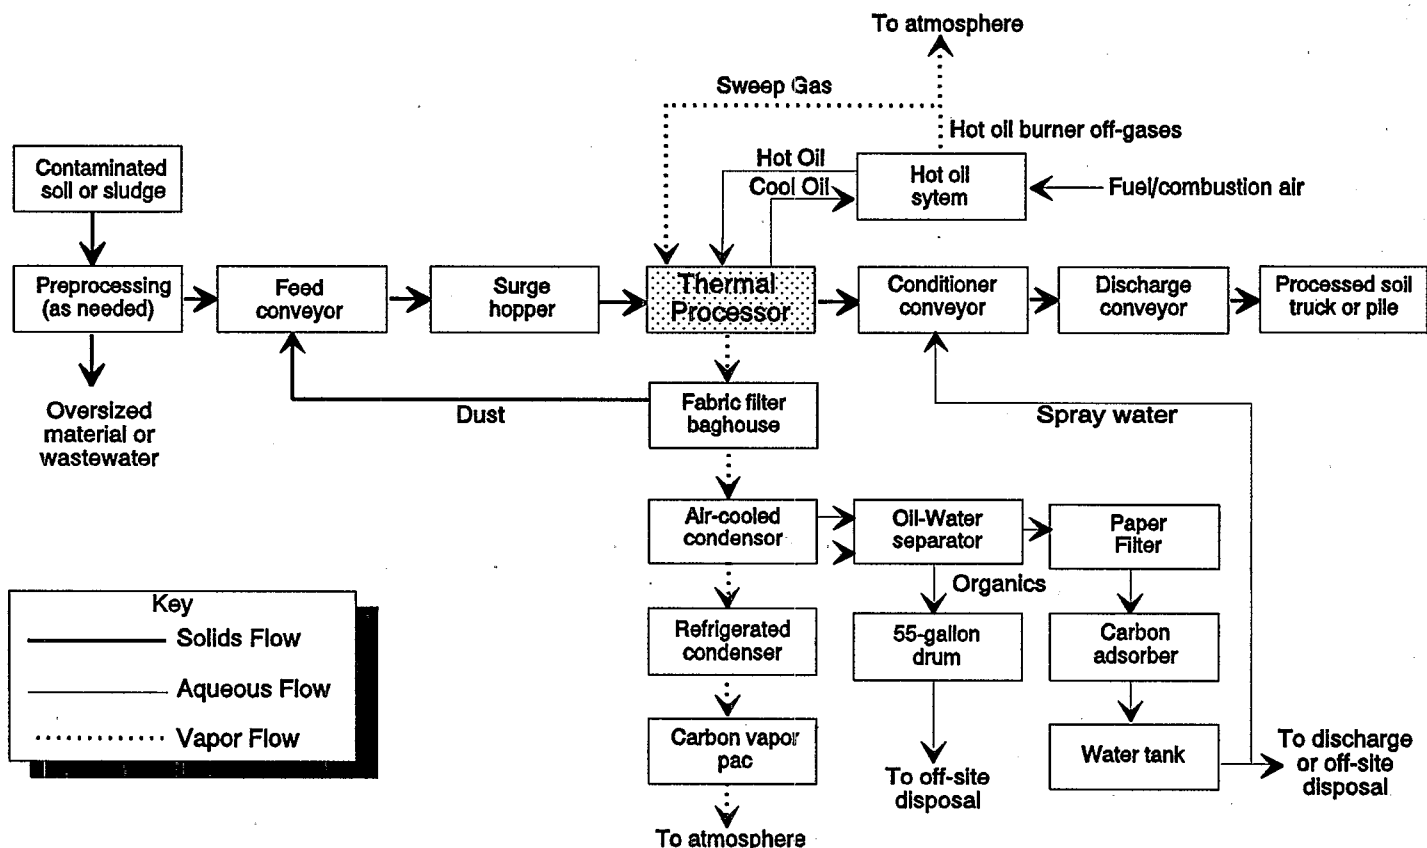 To atmosphere
Sweep Gas
Hot oil burner off-gases
Contaminated
soil or sludge
Hot Oil
Cool Oil
Hot oil
sytem
Fuel/combustion air
Preprocessing
(as needed)
Feed
conveyor
Surge
hopper
Thermal
Processor
Conditioner
conveyor
Discharge
conveyor
Processed soil
truck or pile
Oversized
material or
wastewater
Dust
Fabric filter
baghouse
Spray water
Air-cooled
condensor
Oil-Water
separator
Paper
Filter
Organics
Key
Solids Flow
Aqueous Flow
Vapor Flow
Refrigerated
condenser
55-gallon
drum
Carbon
adsorber
Carbon vapor
pac
Water tank
To discharge
or off-site
disposal
To off-site
disposal
To atmosphere